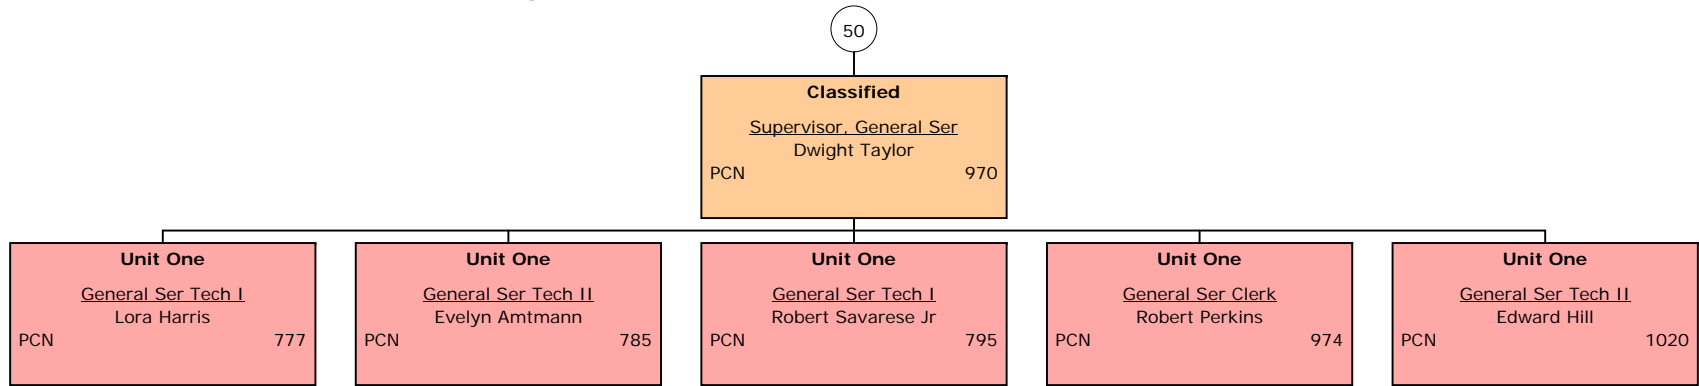 50
Classified
Supervisor, General Ser
Dwight Taylor
PCN 970
Unit One
General Ser Tech I
Lora Harris
PCN 777
Unit One
General Ser Tech II
Evelyn Amtmann
PCN 785
Unit One
General Ser Tech I
Robert Savarese Jr
PCN 795
Unit One
General Ser Clerk
Robert Perkins
PCN 974
Unit One
General Ser Tech II
Edward Hill
PCN 1020